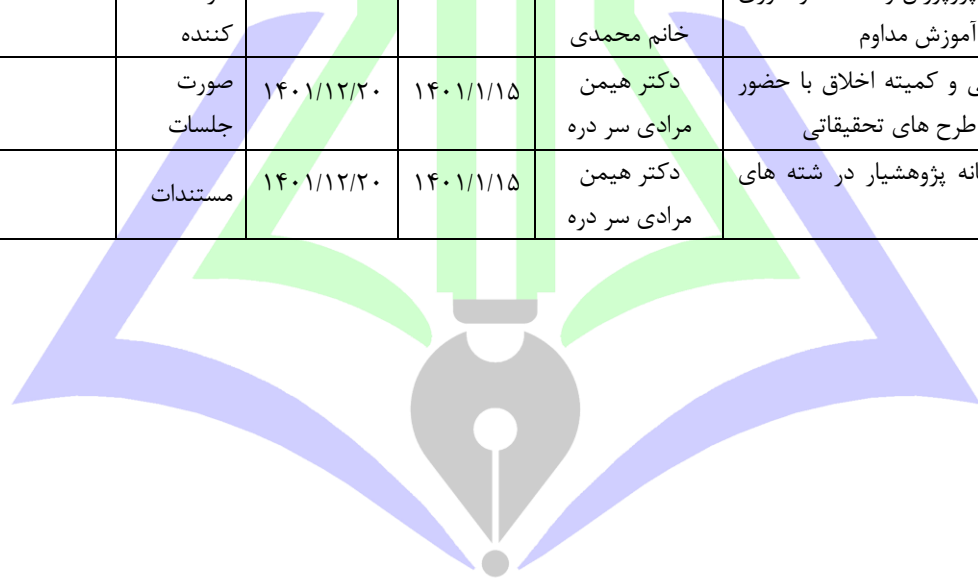 آموزش مداوم
خانم محمدی
کننده
ی و کمیته اخلاق با حضور
طرح های تحقیقاتی
دکتر هیمن
مرادی سر دره
۱۴۰۱/۱/۱۵
۱۴۰۱/۱۲/۲۰
صورت
جلسات
انه پژوهشیار در شته های
دکتر هیمن
مرادی سر دره
۱۴۰۱/۱/۱۵
۱۴۰۱/۱۲/۲۰
مستندات